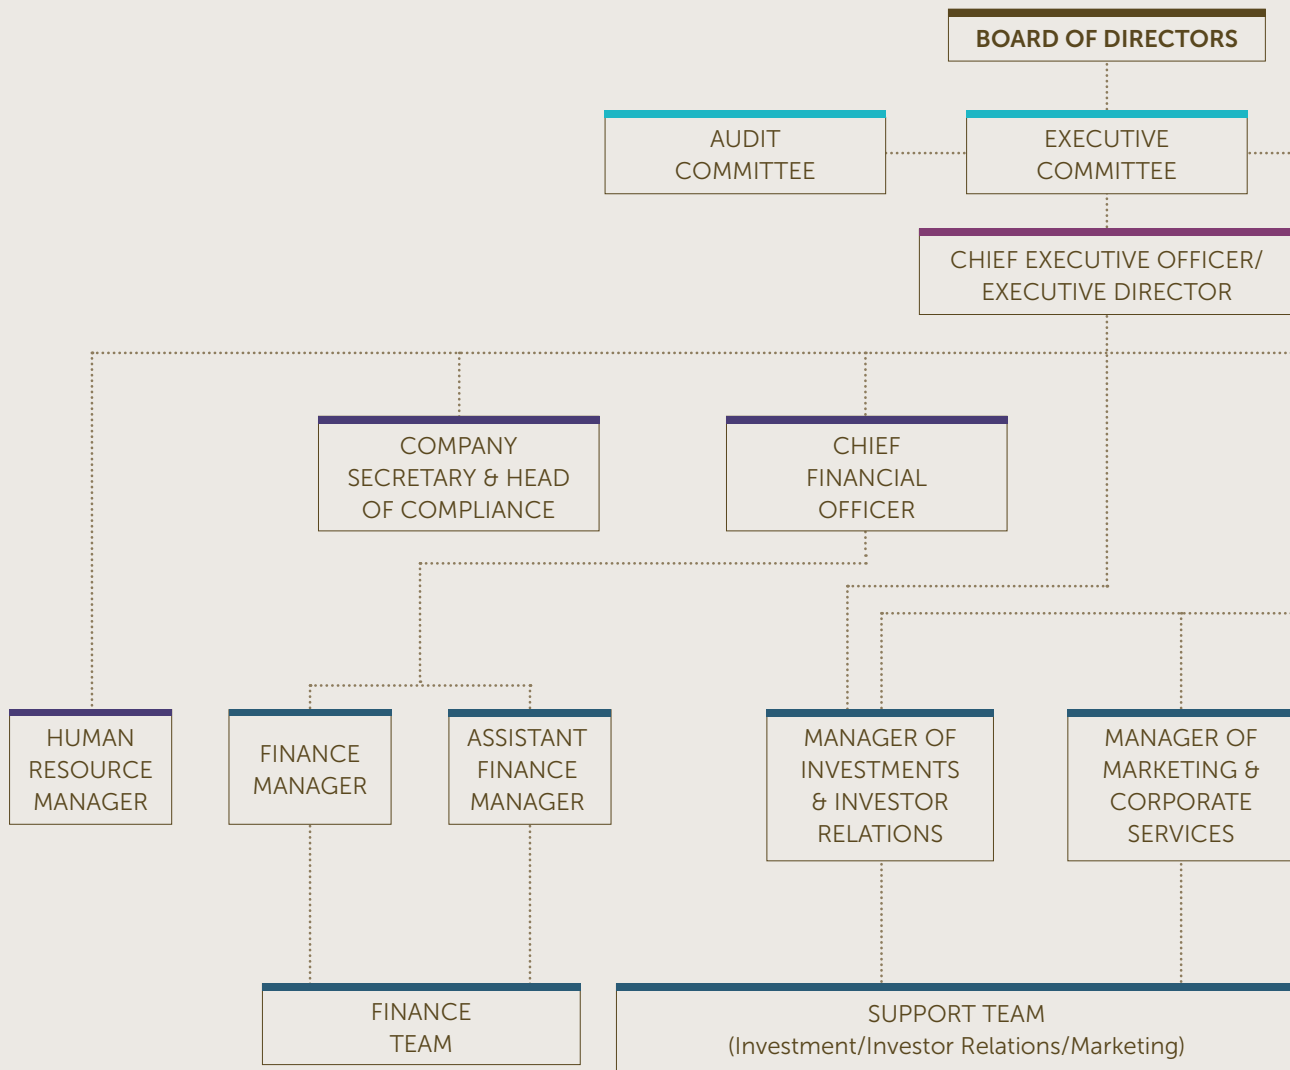 BOARD OF DIRECTORS
AUDIT
COMMITTEE
EXECUTIVE
COMMITTEE
CHIEF EXECUTIVE OFFICER/
EXECUTIVE DIRECTOR
COMPANY
SECRETARY & HEAD
OF COMPLIANCE
CHIEF
FINANCIAL
OFFICER
HUMAN
RESOURCE
MANAGER
FINANCE
MANAGER
ASSISTANT
FINANCE
MANAGER
MANAGER OF
INVESTMENTS
& INVESTOR
RELATIONS
MANAGER OF
MARKETING &
CORPORATE
SERVICES
FINANCE
TEAM
SUPPORT TEAM
(Investment/Investor Relations/Marketing)